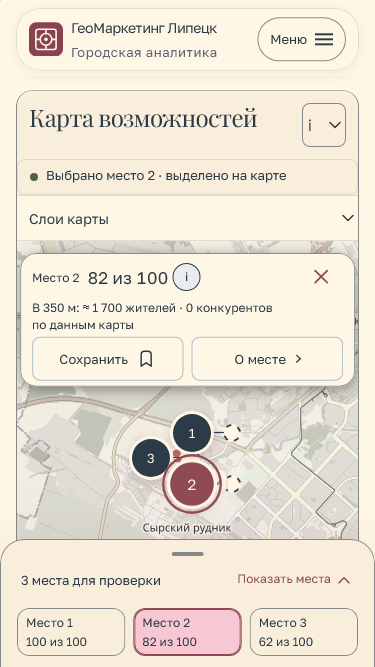 ГеоМаркетинг Липецк
Городская аналитика
Меню
Карта возможностей
i
Выбрано место 2 · выделено на карте
Слои карты
Место 2 82 из 100 i
В 350 м: ≈ 1 700 жителей · 0 конкурентов
по данным карты
Сохранить
О месте
1
3
2
Сырский рудник
3 места для проверки
Показать места
Место 1
100 из 100
Место 2
82 из 100
Место 3
62 из 100